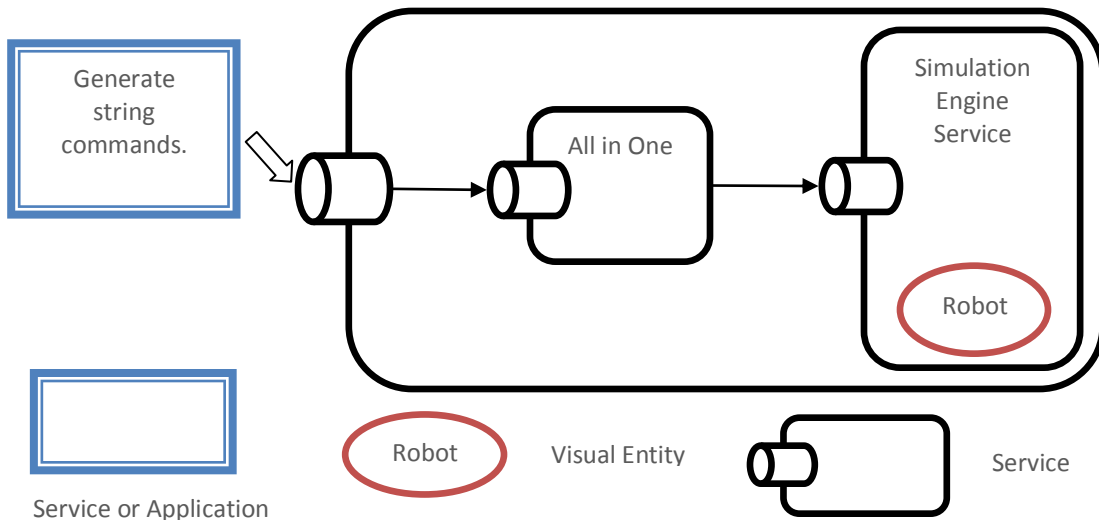 Generate
string
commands.
All in One
Simulation
Engine
Service
Robot
Robot
Visual Entity
Service
Service or Application